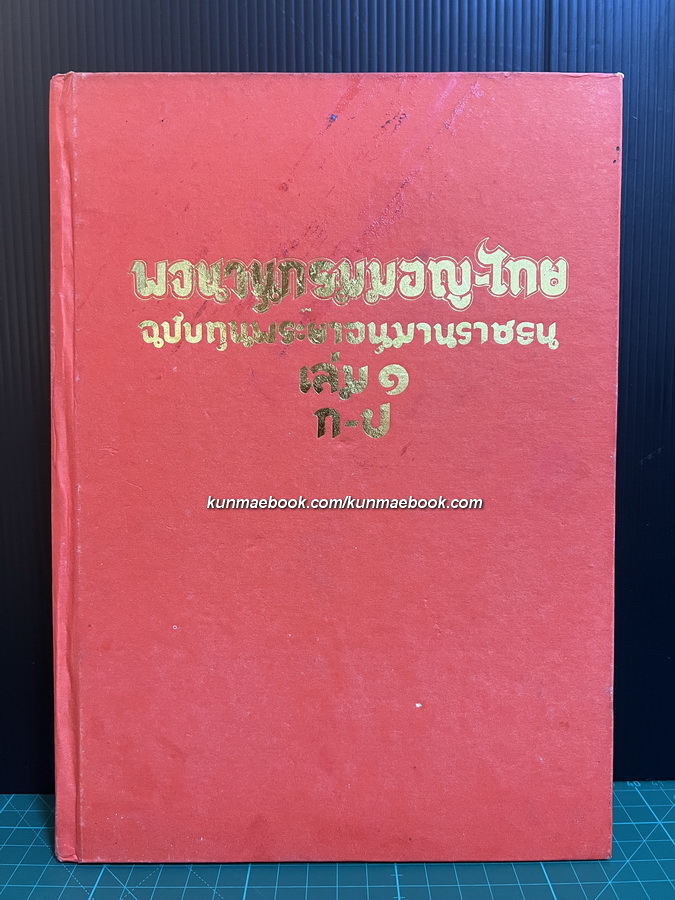 พจนานุกรมมอญ-ไทย
ฉบับทุนพระยาอนุมานราชธน
เล่ม ๑
ก-ป
kunmaebook.com/kunmaebook.com